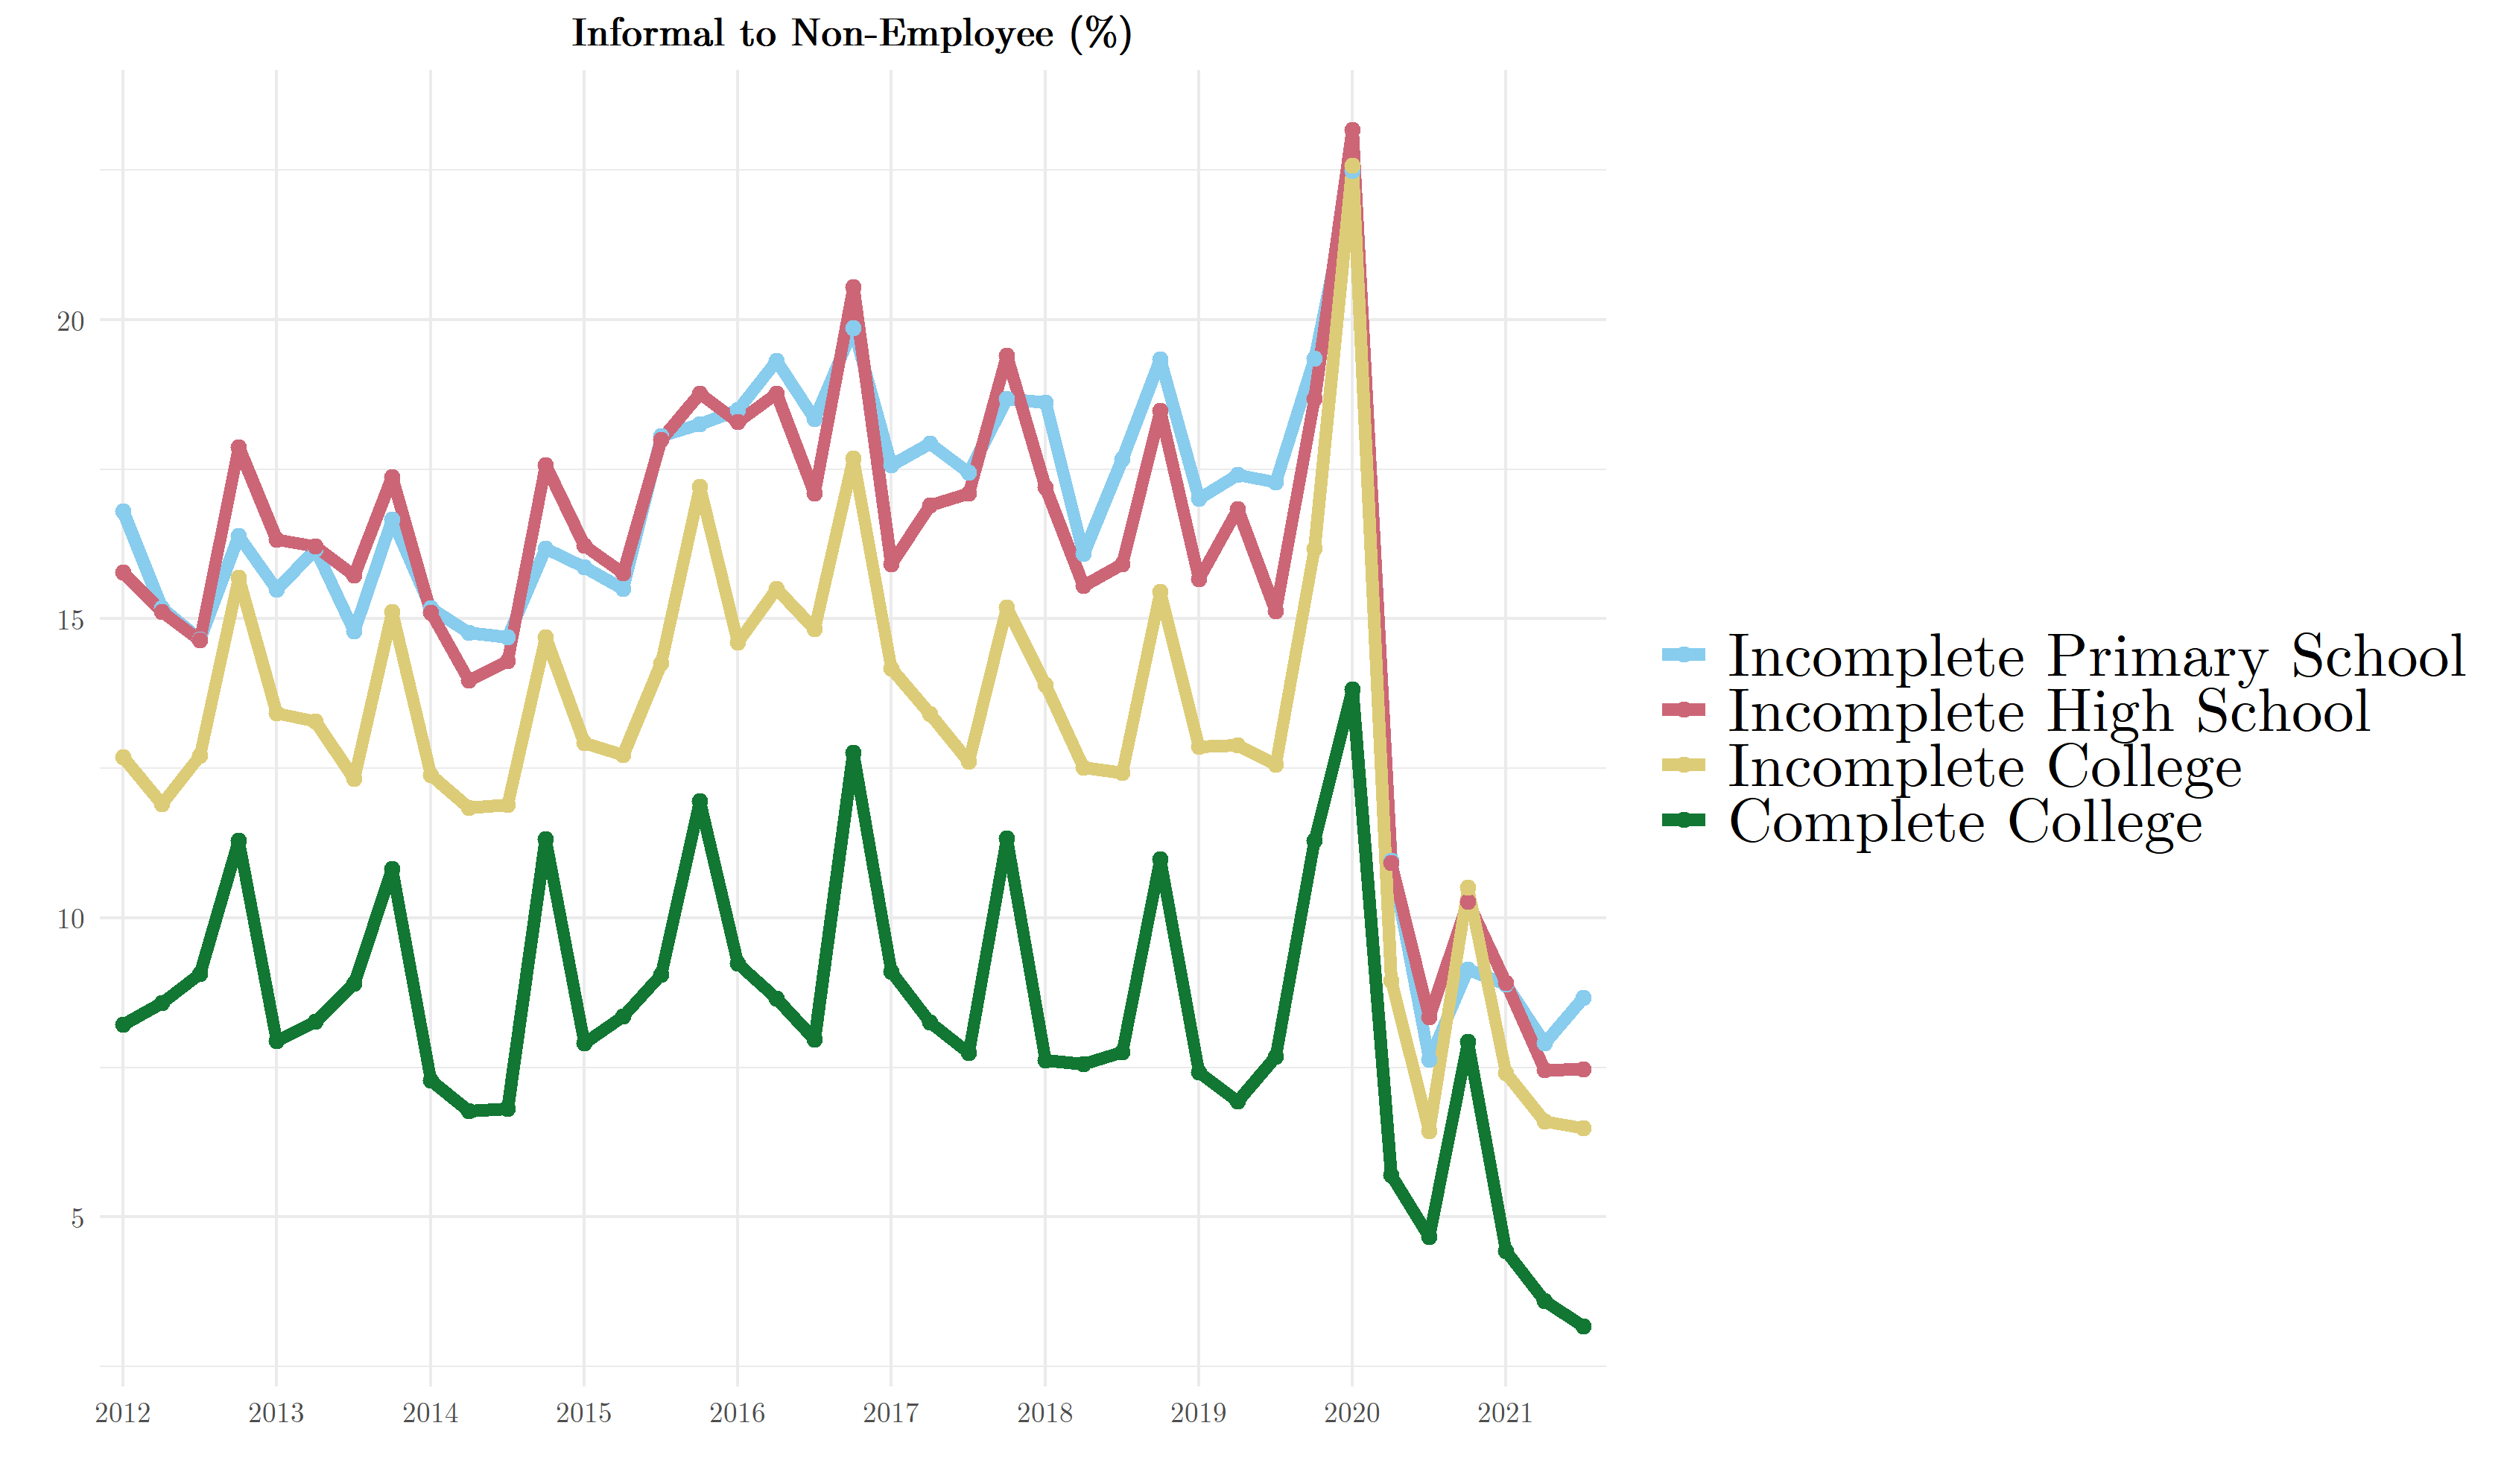 Informal to Non-Employee (%)
20
15
10
5
2012 2013 2014 2015 2016 2017 2018 2019 2020 2021
Incomplete Primary School
Incomplete High School
Incomplete College
Complete College